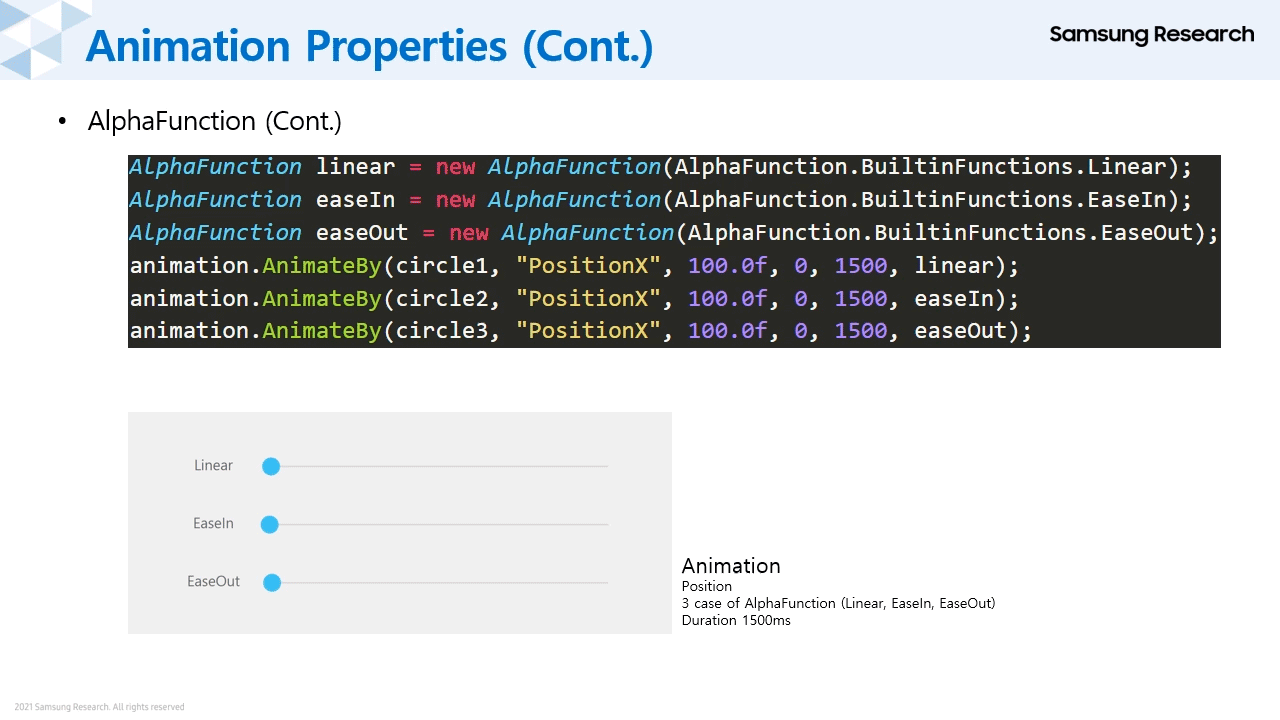 Animation Properties (Cont.)
Samsung Research
• AlphaFunction (Cont.)
AlphaFunction linear = new AlphaFunction(AlphaFunction.BuiltinFunctions.Linear);
AlphaFunction easeIn = new AlphaFunction(AlphaFunction.BuiltinFunctions.EaseIn);
AlphaFunction easeOut = new AlphaFunction(AlphaFunction.BuiltinFunctions.EaseOut);
animation.AnimateBy(circle1, "PositionX", 100.0f, 0, 1500, linear);
animation.AnimateBy(circle2, "PositionX", 100.0f, 0, 1500, easeIn);
animation.AnimateBy(circle3, "PositionX", 100.0f, 0, 1500, easeOut);
Linear
EaseIn
EaseOut
Animation
Position
3 case of AlphaFunction (Linear, EaseIn, EaseOut)
Duration 1500ms
2021 Samsung Research. All rights reserved